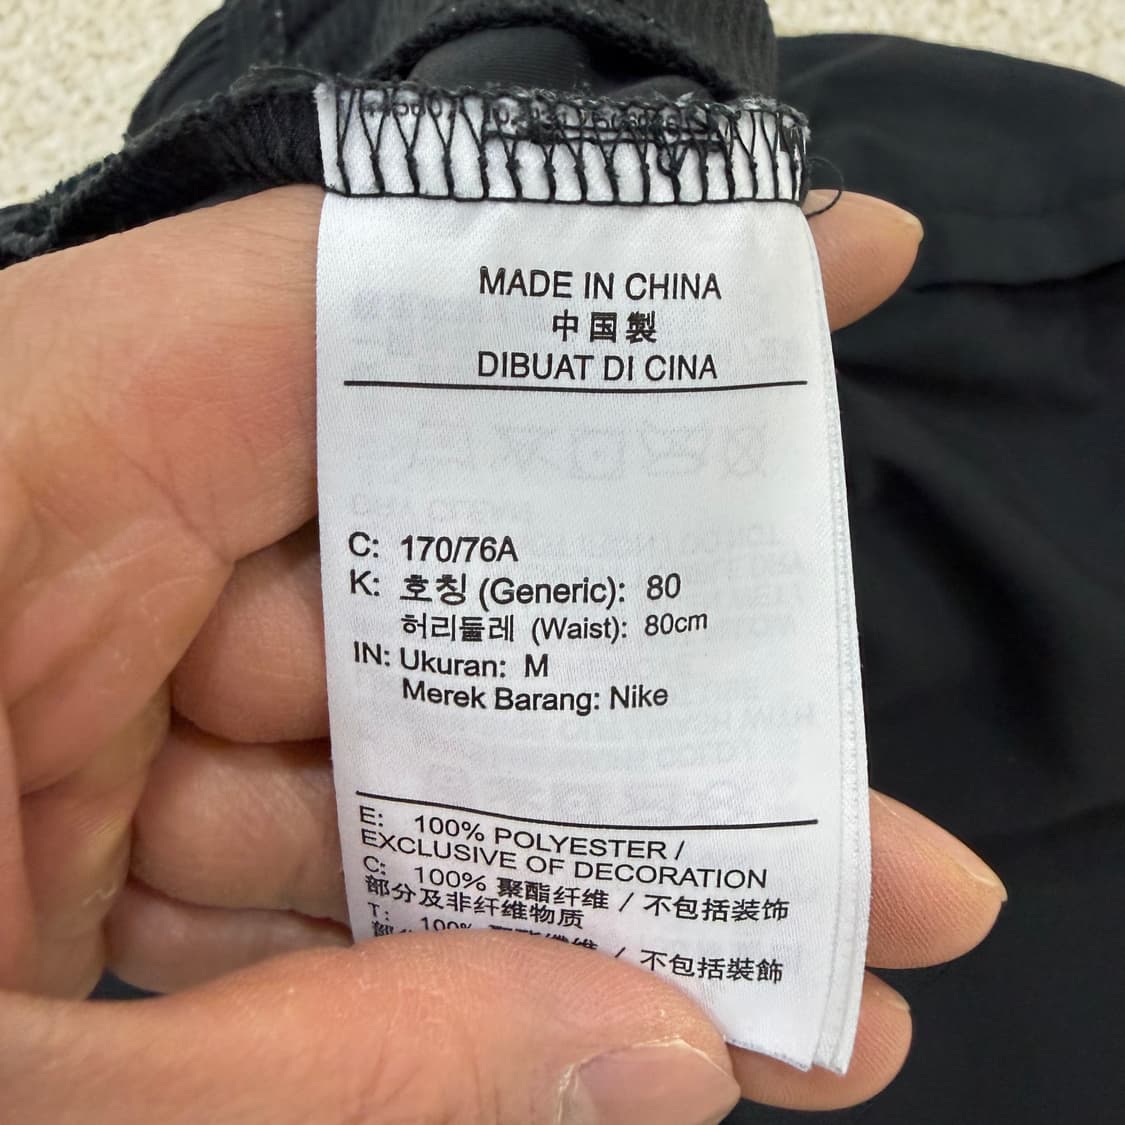 MADE IN CHINA
中国製
DIBUAT DI CINA
C: 170/76A
K: 호칭 (Generic): 80
허리둘레 (Waist): 80cm
IN: Ukuran: M
Merek Barang: Nike
E: 100% POLYESTER /
EXCLUSIVE OF DECORATION
C: 100% 聚酯纤维 / 不包括装饰
部分及非纤维物质
T: 100% / 不包括裝飾